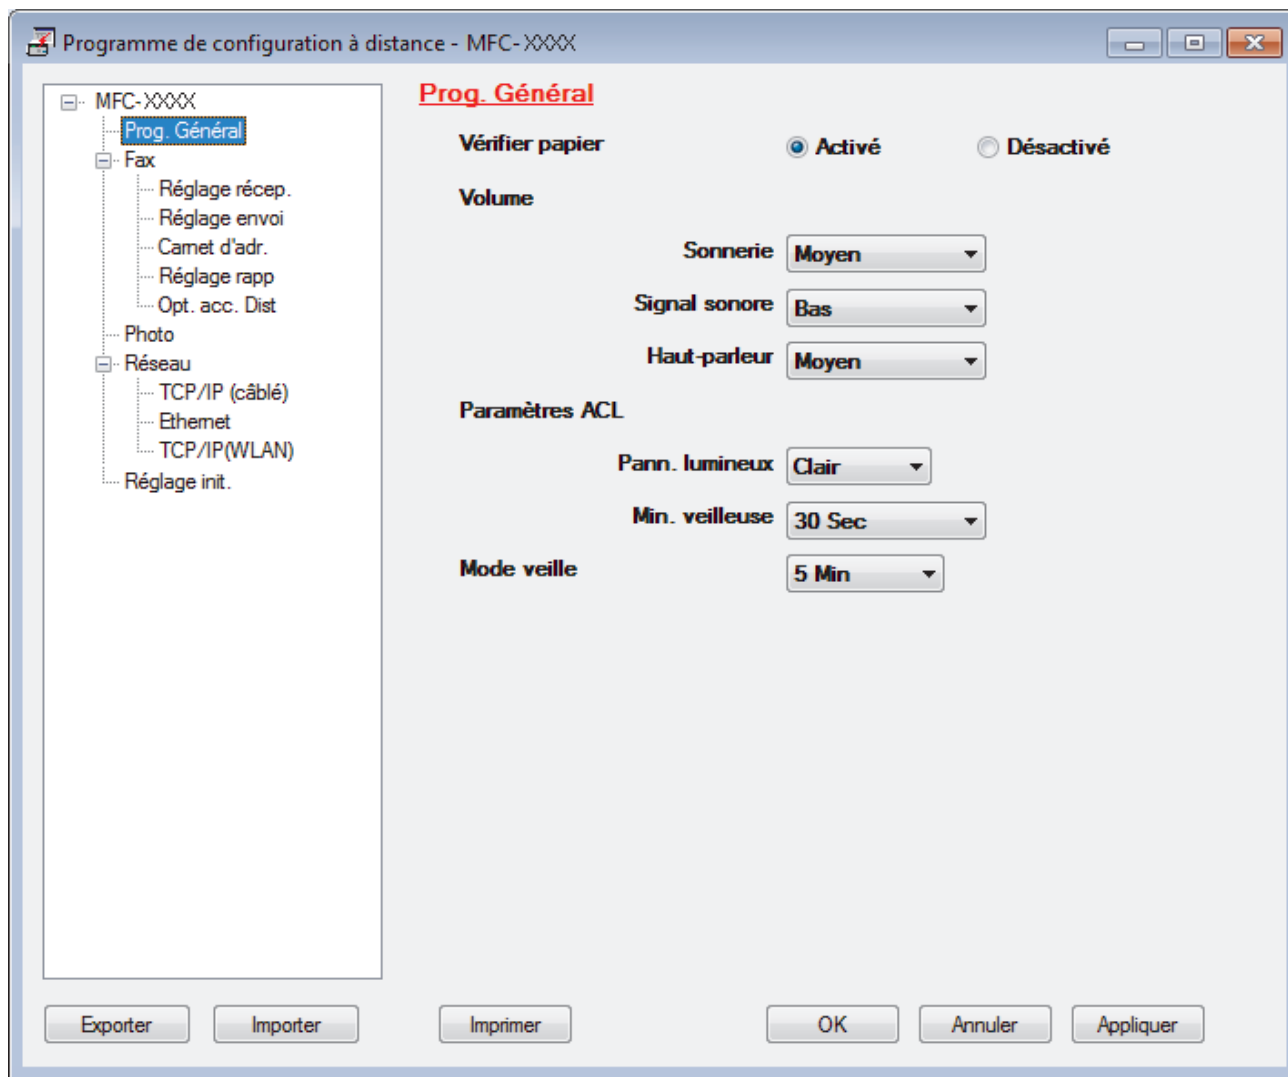 Programme de configuration à distance - MFC-XXXX
MFC-XXXX
Prog. Général
Fax
Réglage récep.
Réglage envoi
Carnet d'adr.
Réglage rapp
Opt. acc. Dist
Photo
Réseau
TCP/IP (câblé)
Ethernet
TCP/IP(WLAN)
Réglage init.
Prog. Général
Vérifier papier Activé Désactivé
Volume
Sonnerie Moyen
Signal sonore Bas
Haut-parleur Moyen
Paramètres ACL
Pann. lumineux Clair
Min. veilleuse 30 Sec
Mode veille 5 Min
Exporter Importer Imprimer OK Annuler Appliquer